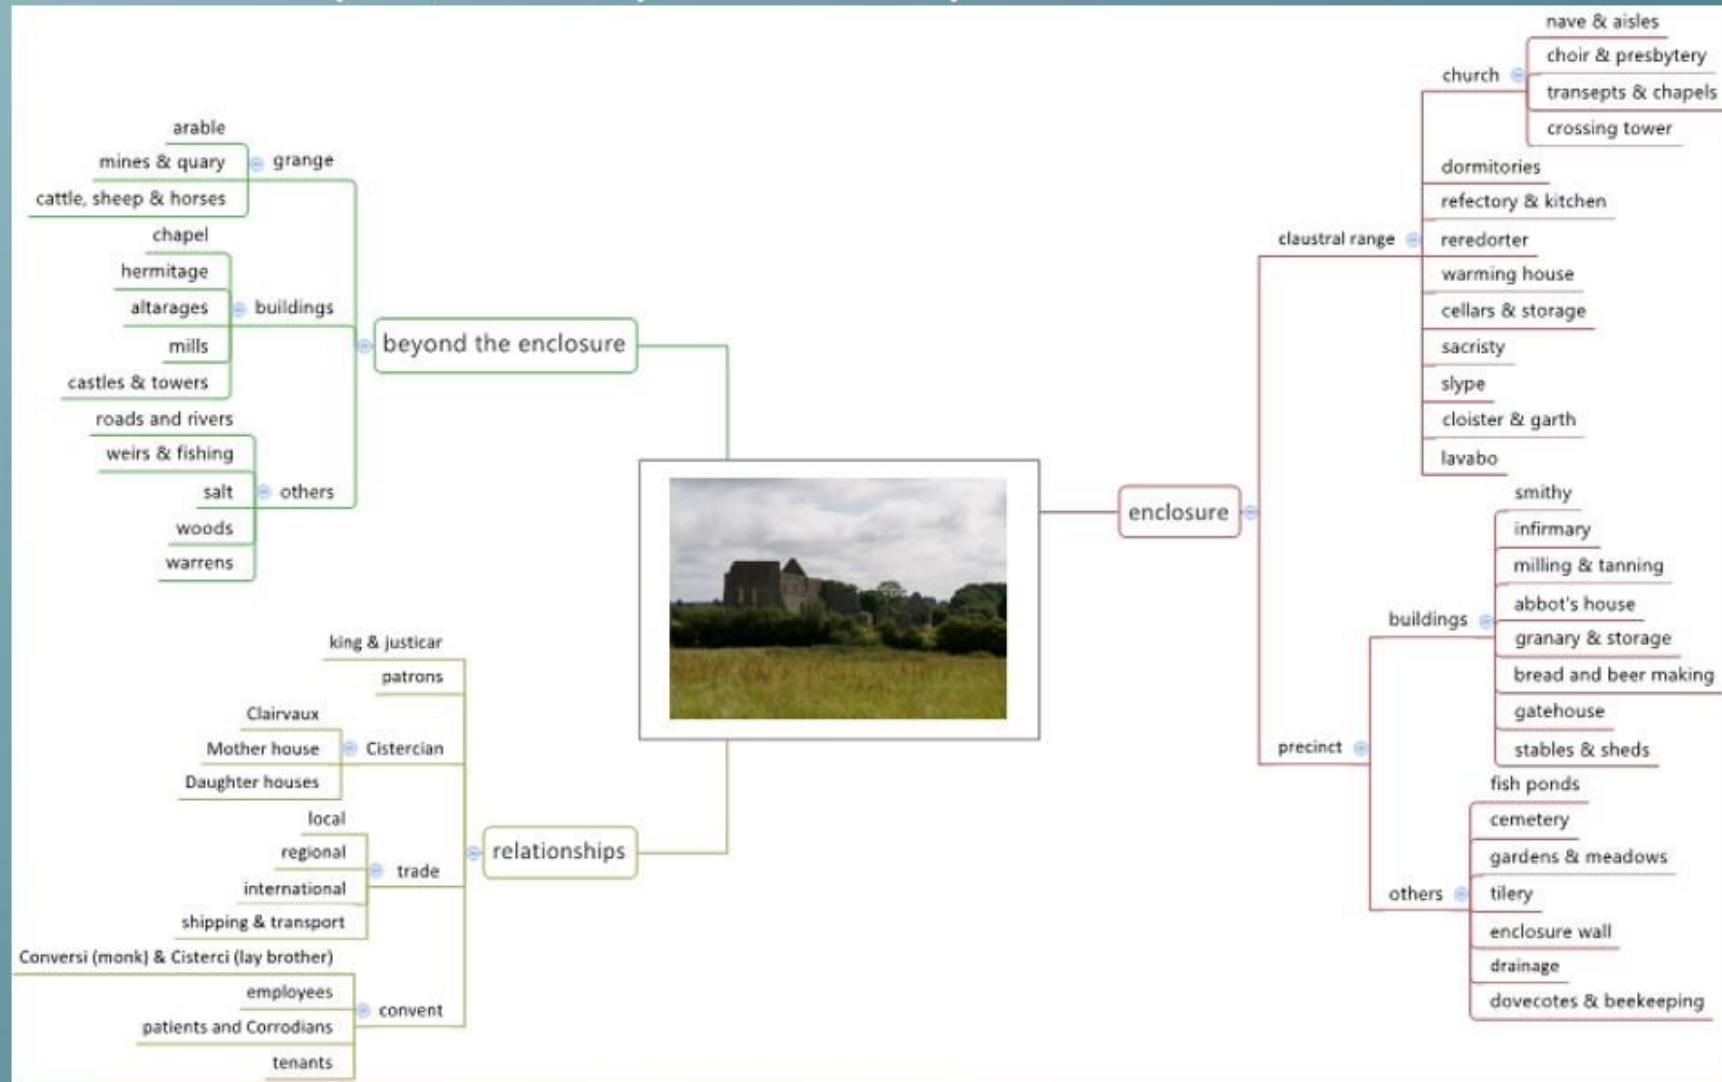 arable
mines & quary
cattle, sheep & horses
grange
chapel
hermitage
altarages
mills
castles & towers
buildings
roads and rivers
weirs & fishing
salt
woods
warrens
others
beyond the enclosure
king & justicar
patrons
Clairvaux
Mother house
Daughter houses
Cistercian
local
regional
international
shipping & transport
trade
Conversi (monk) & Cisterci (lay brother)
employees
patients and Corrodians
tenants
convent
relationships
enclosure
claustral range
church
nave & aisles
choir & presbytery
transepts & chapels
crossing tower
dormitories
refectory & kitchen
reredorter
warming house
cellars & storage
sacristy
slype
cloister & garth
lavabo
precinct
buildings
smithy
infirmary
milling & tanning
abbot's house
granary & storage
bread and beer making
gatehouse
stables & sheds
others
fish ponds
cemetery
gardens & meadows
tilery
enclosure wall
drainage
dovecotes & beekeeping